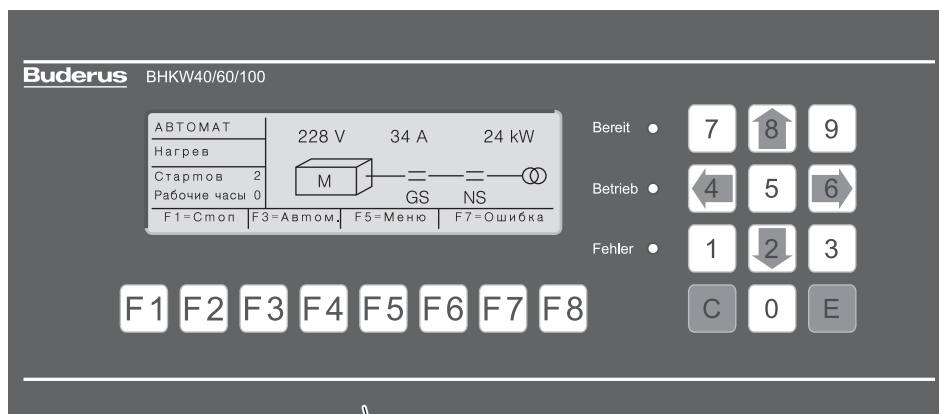 Buderus BHKW40/60/100
АВТОМАТ
Нагрев
Стартов 2
Рабочие часы 0
228 V 34 A 24 kW
M
GS NS
F1=Стоп F3=Автом. F5=Меню F7=Ошибка
Bereit
Betrieb
Fehler
7 8 9
4 5 6
1 2 3
C 0 E
F1 F2 F3 F4 F5 F6 F7 F8